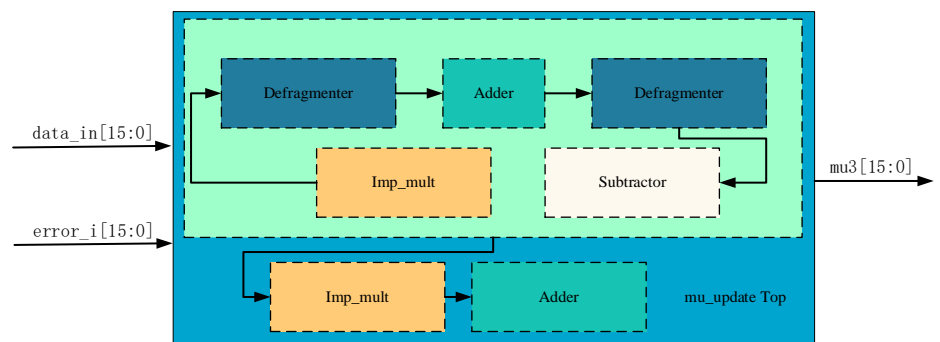 Defragmenter
Adder
Defragmenter
data_in[15:0]
Imp_mult
Subtractor
mu3[15:0]
error_i[15:0]
Imp_mult
Adder
mu_update Top